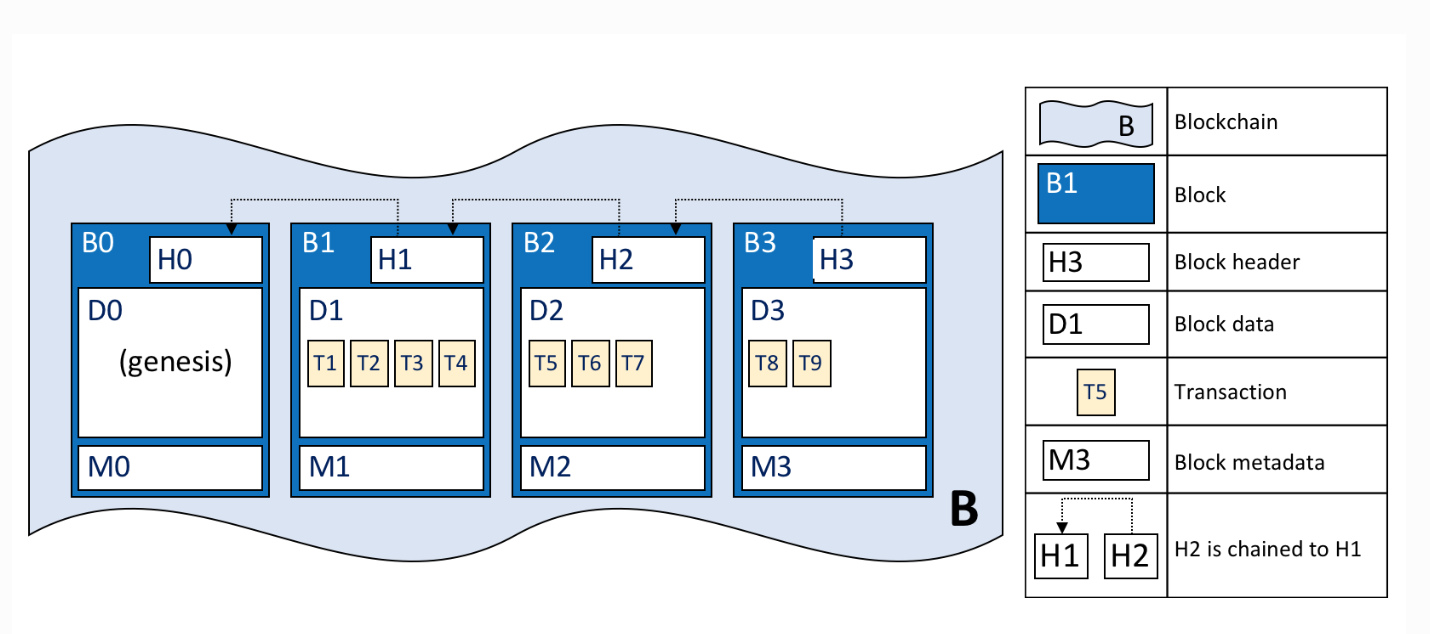 B0
H0
D0
(genesis)
M0
B1
H1
D1
T1 T2 T3 T4
M1
B2
H2
D2
T5 T6 T7
M2
B3
H3
D3
T8 T9
M3
B
B Blockchain
B1 Block
H3 Block header
D1 Block data
T5 Transaction
M3 Block metadata
H1 H2 H2 is chained to H1